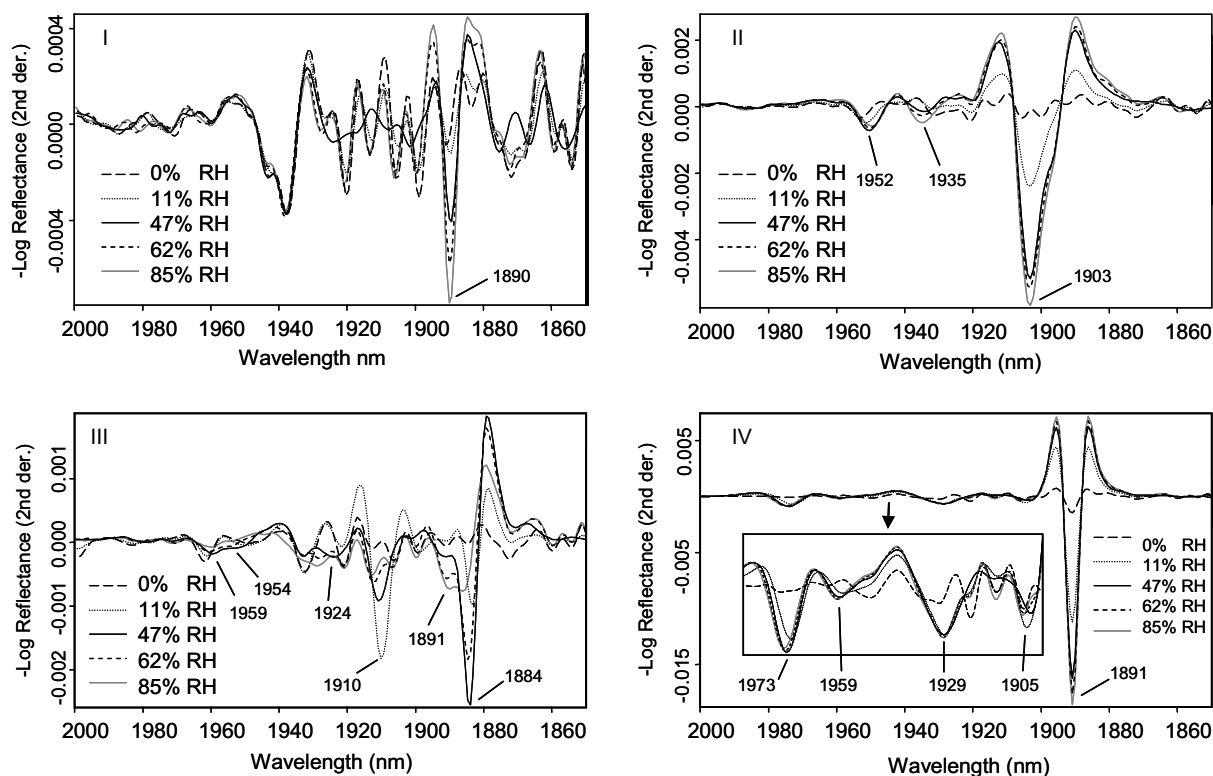 I
-Log Reflectance (2nd der.)
0.0004
0.0000
-0.0004
0% RH
11% RH
47% RH
62% RH
85% RH
1890
2000 1980 1960 1940 1920 1900 1880 1860
Wavelength nm
II
-Log Reflectance (2nd der.)
0.002
0.000
-0.002
-0.004
0% RH
11% RH
47% RH
62% RH
85% RH
1952
1935
1903
2000 1980 1960 1940 1920 1900 1880 1860
Wavelength (nm)
III
-Log Reflectance (2nd der.)
0.001
0.000
-0.001
-0.002
0% RH
11% RH
47% RH
62% RH
85% RH
1959
1954
1924
1910
1891
1884
2000 1980 1960 1940 1920 1900 1880 1860
Wavelength (nm)
IV
-Log Reflectance (2nd der.)
0.005
-0.005
-0.015
0% RH
11% RH
47% RH
62% RH
85% RH
1973
1959
1929
1905
1891
2000 1980 1960 1940 1920 1900 1880 1860
Wavelength (nm)